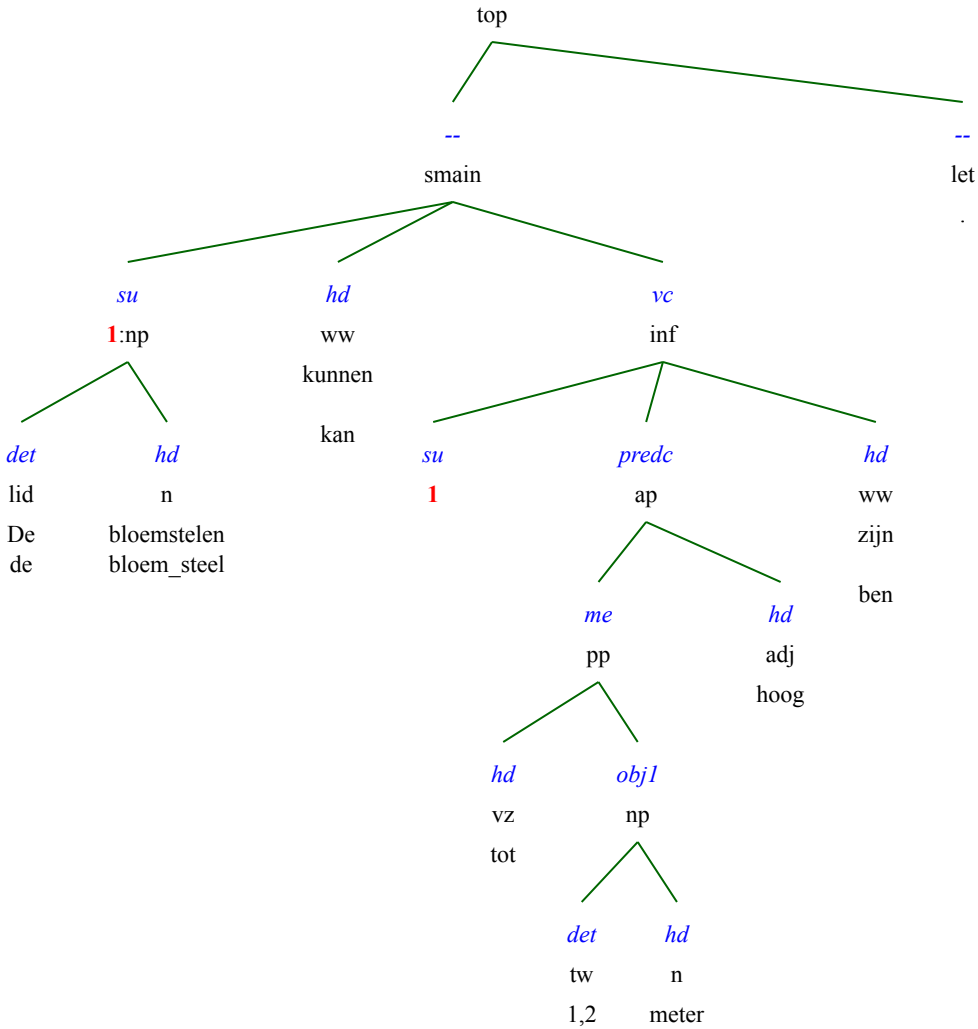 top
-- --
smain let
.
su hd vc
1:np ww inf
kunnen
kan
det hd su predc hd
lid n 1 ap ww
De bloemstelen zijn
de bloem_steel
ben
me hd
pp adj
hoog
hd obj1
vz np
tot
det hd
tw n
1,2 meter